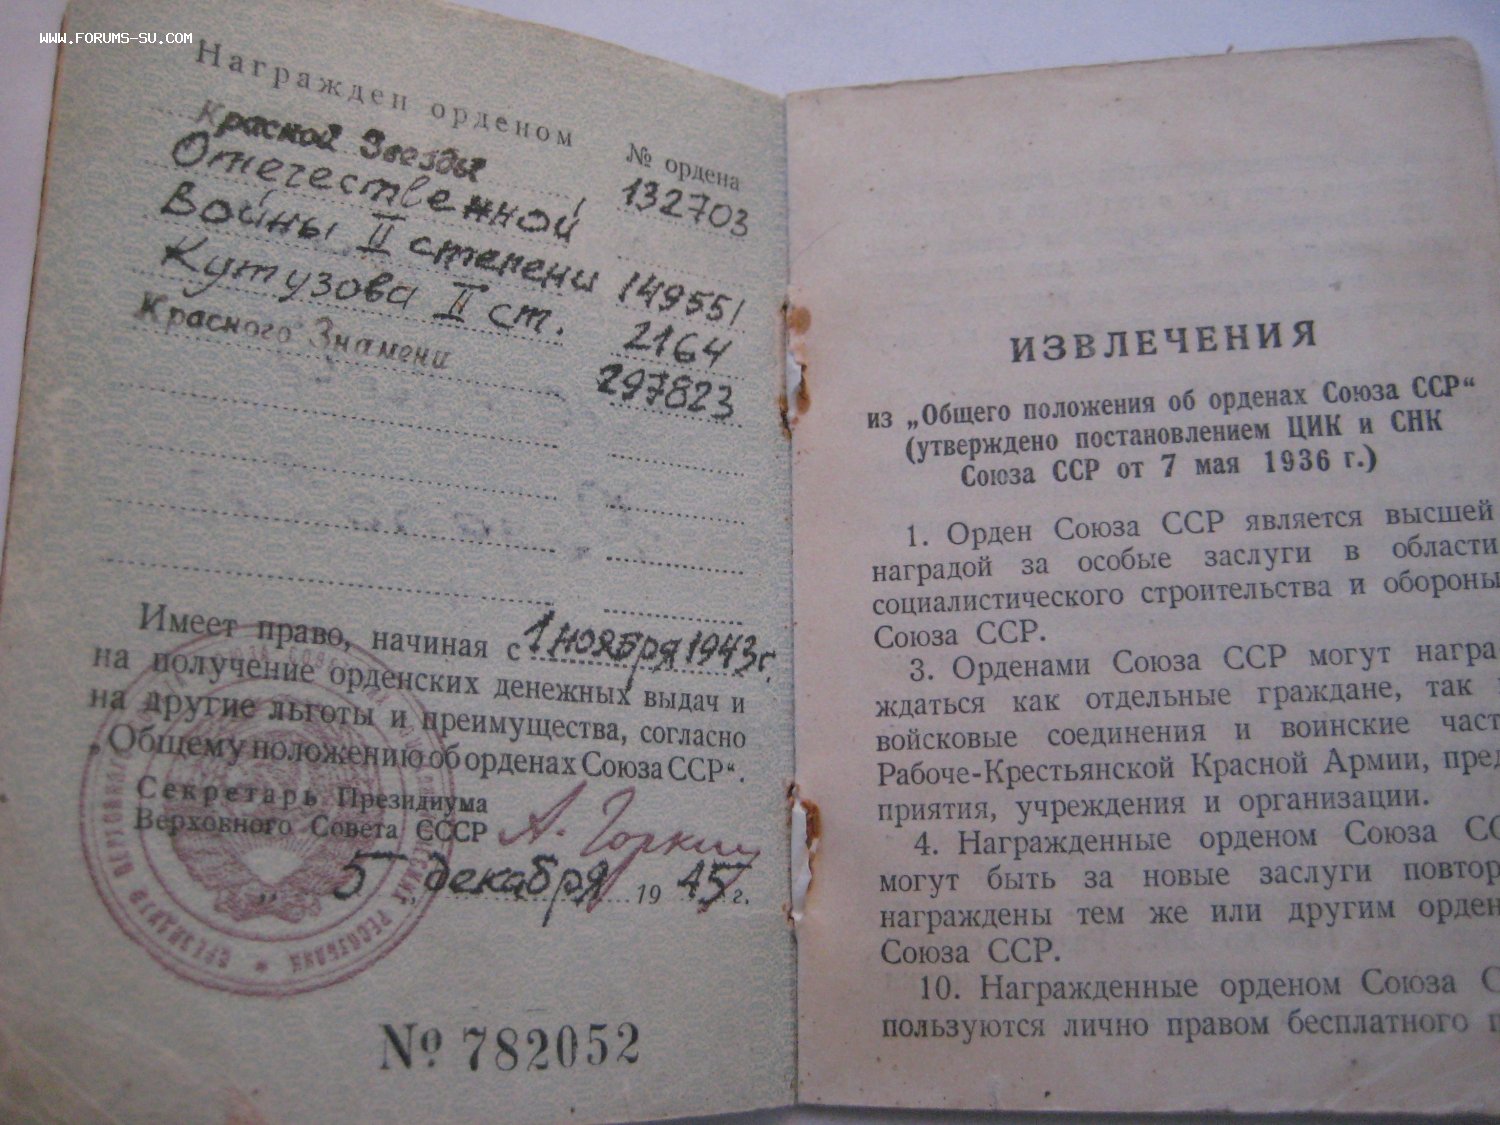 www.forums-su.com
Награжден орденом
№ ордена
Красной Звезды 132703
Отечественной
Войны II степени 149551
Кутузова II ст. 2164
Красного Знамени 297823
Имеет право, начиная с 1 ноября 1943 г.
на получение орденских денежных выдач и
на другие льготы и преимущества, согласно
„Общему положению об орденах Союза ССР“.
Секретарь Президиума
Верховного Совета СССР А. Горкин
„ 5 декабря 1945 г.
№ 782052
ИЗВЛЕЧЕНИЯ
из „Общего положения об орденах Союза ССР“
(утверждено постановлением ЦИК и СНК
Союза ССР от 7 мая 1936 г.)
1. Орден Союза ССР является высшей
наградой за особые заслуги в области
социалистического строительства и обороны
Союза ССР.
3. Орденами Союза ССР могут награ-
ждаться как отдельные граждане, так
войсковые соединения и воинские част
Рабоче-Крестьянской Красной Армии, пред
приятия, учреждения и организации.
4. Награжденные орденом Союза СС
могут быть за новые заслуги повтор
награждены тем же или другим орден
Союза ССР.
10. Награжденные орденом Союза С
пользуются лично правом бесплатного п